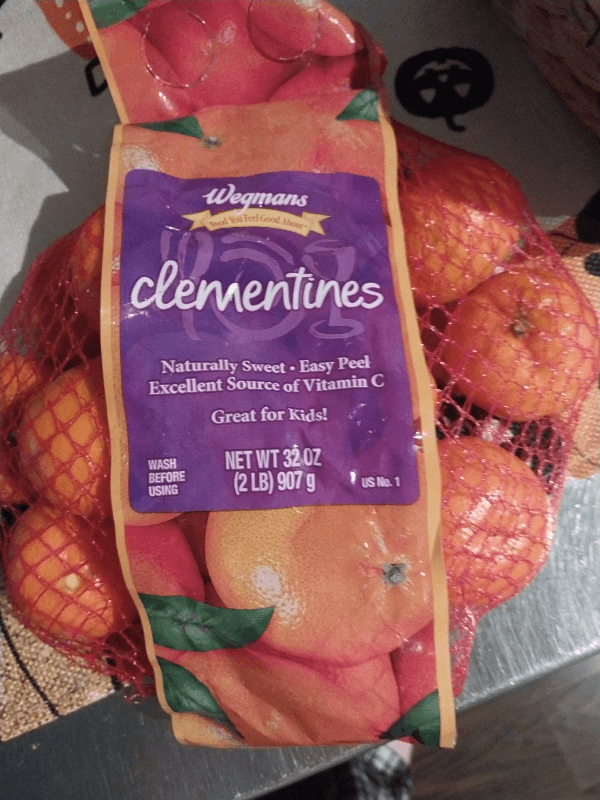 Wegmans
Food You Feel Good About™
clementines
Naturally Sweet • Easy Peel
Excellent Source of Vitamin C
Great for Kids!
WASH
BEFORE
USING
NET WT 32 OZ
(2 LB) 907 g
US No. 1